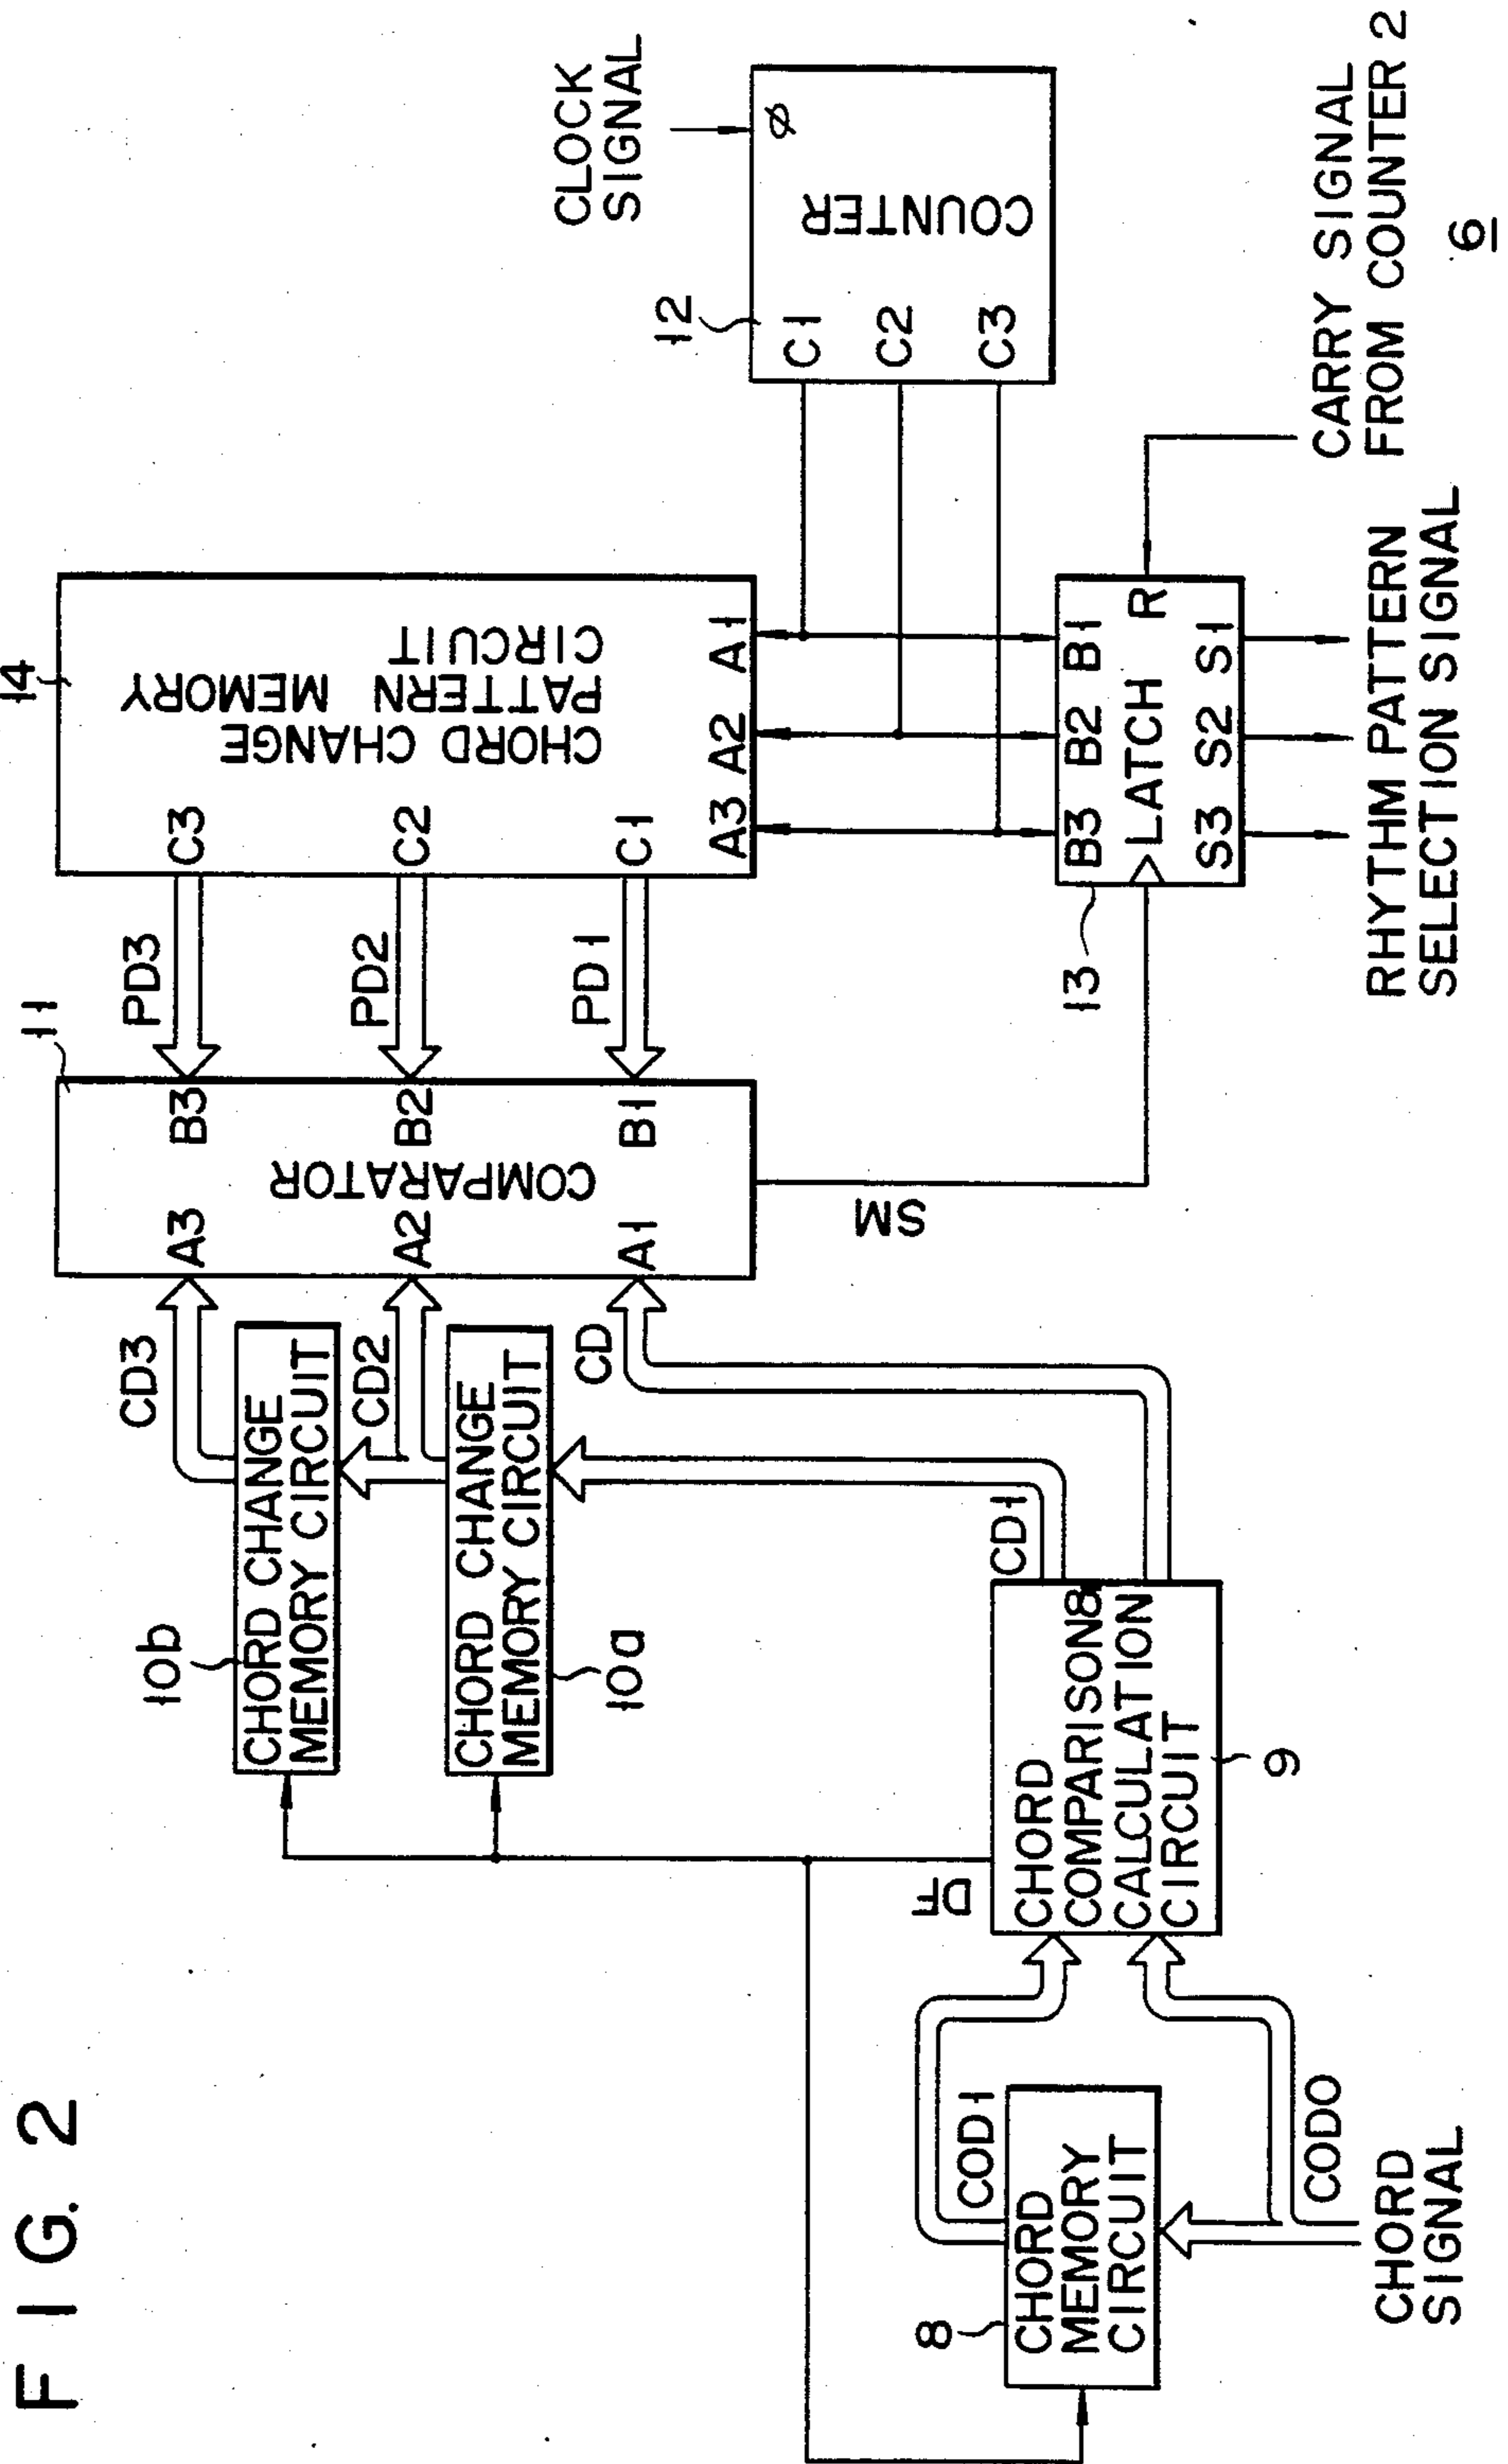 FIG. 2
14
11
PD3
C3
CHORD CHANGE
PATTERN MEMORY
CIRCUIT
CD3
A3
B3
10b
CHORD CHANGE
MEMORY CIRCUIT
CD2
A2
COMPARATOR
B2
PD2
C2
CHORD CHANGE
MEMORY CIRCUIT
10a
CD
A1
B1
PD1
C1
A3
A2
A1
CLOCK
SIGNAL
12
ø
COUNTER
C1
C2
C3
SM
DF
8
COD1
CHORD
MEMORY
CIRCUIT
CHORD
COMPARISON&
CALCULATION
CIRCUIT
CD1
9
13
B3
B2
B1
LATCH
R
S3
S2
S1
COD0
CHORD
SIGNAL
RHYTHM PATTERN
SELECTION SIGNAL
CARRY SIGNAL
FROM COUNTER 2
6